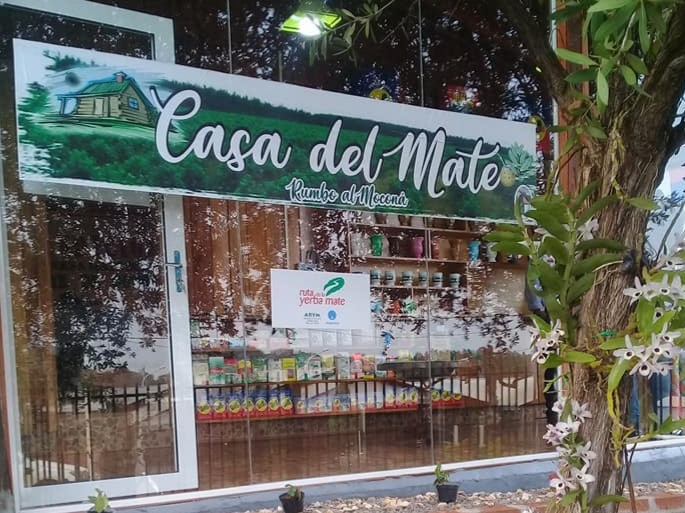 Casa del Mate
Rumbo al Moconá
ruta de la
yerba mate